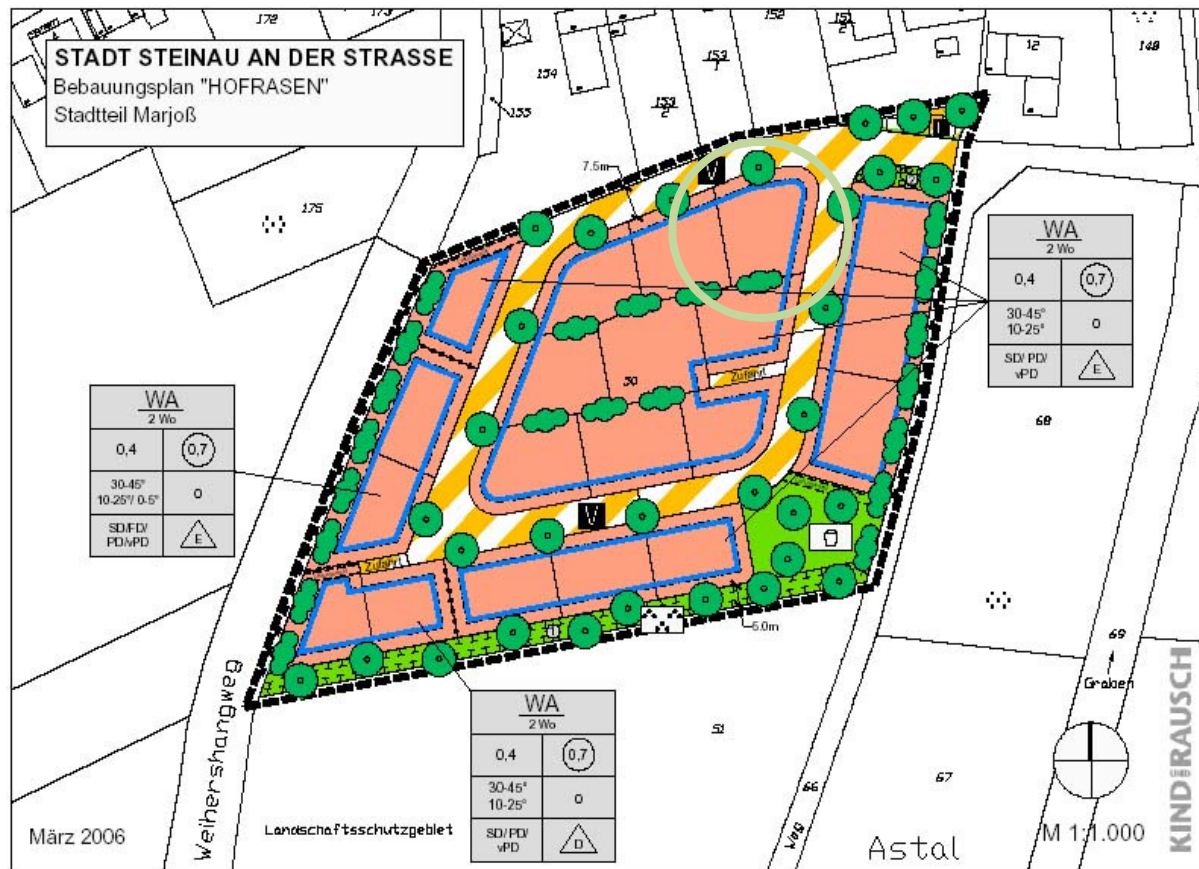 STADT STEINAU AN DER STRASSE
Bebauungsplan "HOFRASEN"
Stadtteil Marjoß
172
173
152
151
2
153
1
154
153
2
155
12
148
175
7.5m
V
WA
2 Wo
0,4
0,7
30-45°
10-25°
o
SD/ PD/
vPD
E
Zufahrt
30
68
WA
2 Wo
0,4
0,7
30-45°
10-25°/ 0-5°
o
SD/FD/
PD/vPD
E
V
Zufahrt
5.0m
1
69
Graben
WA
2 Wo
0,4
0,7
30-45°
10-25°
o
SD/ PD/
vPD
D
51
66
67
Weg
Weihershangweg
Landschaftsschutzgebiet
März 2006
Astal
M 1:1.000
KIND UND RAUSCH